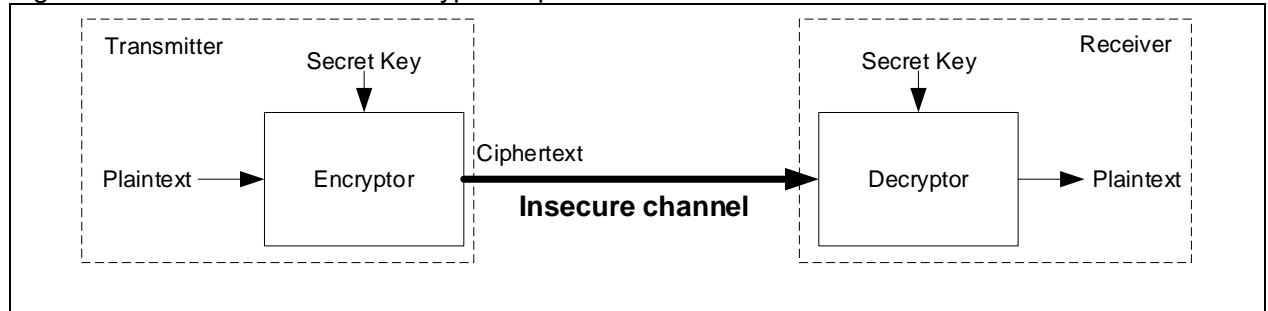 Transmitter
Receiver
Secret Key
Secret Key
Ciphertext
Plaintext
Encryptor
Decryptor
Plaintext
Insecure channel